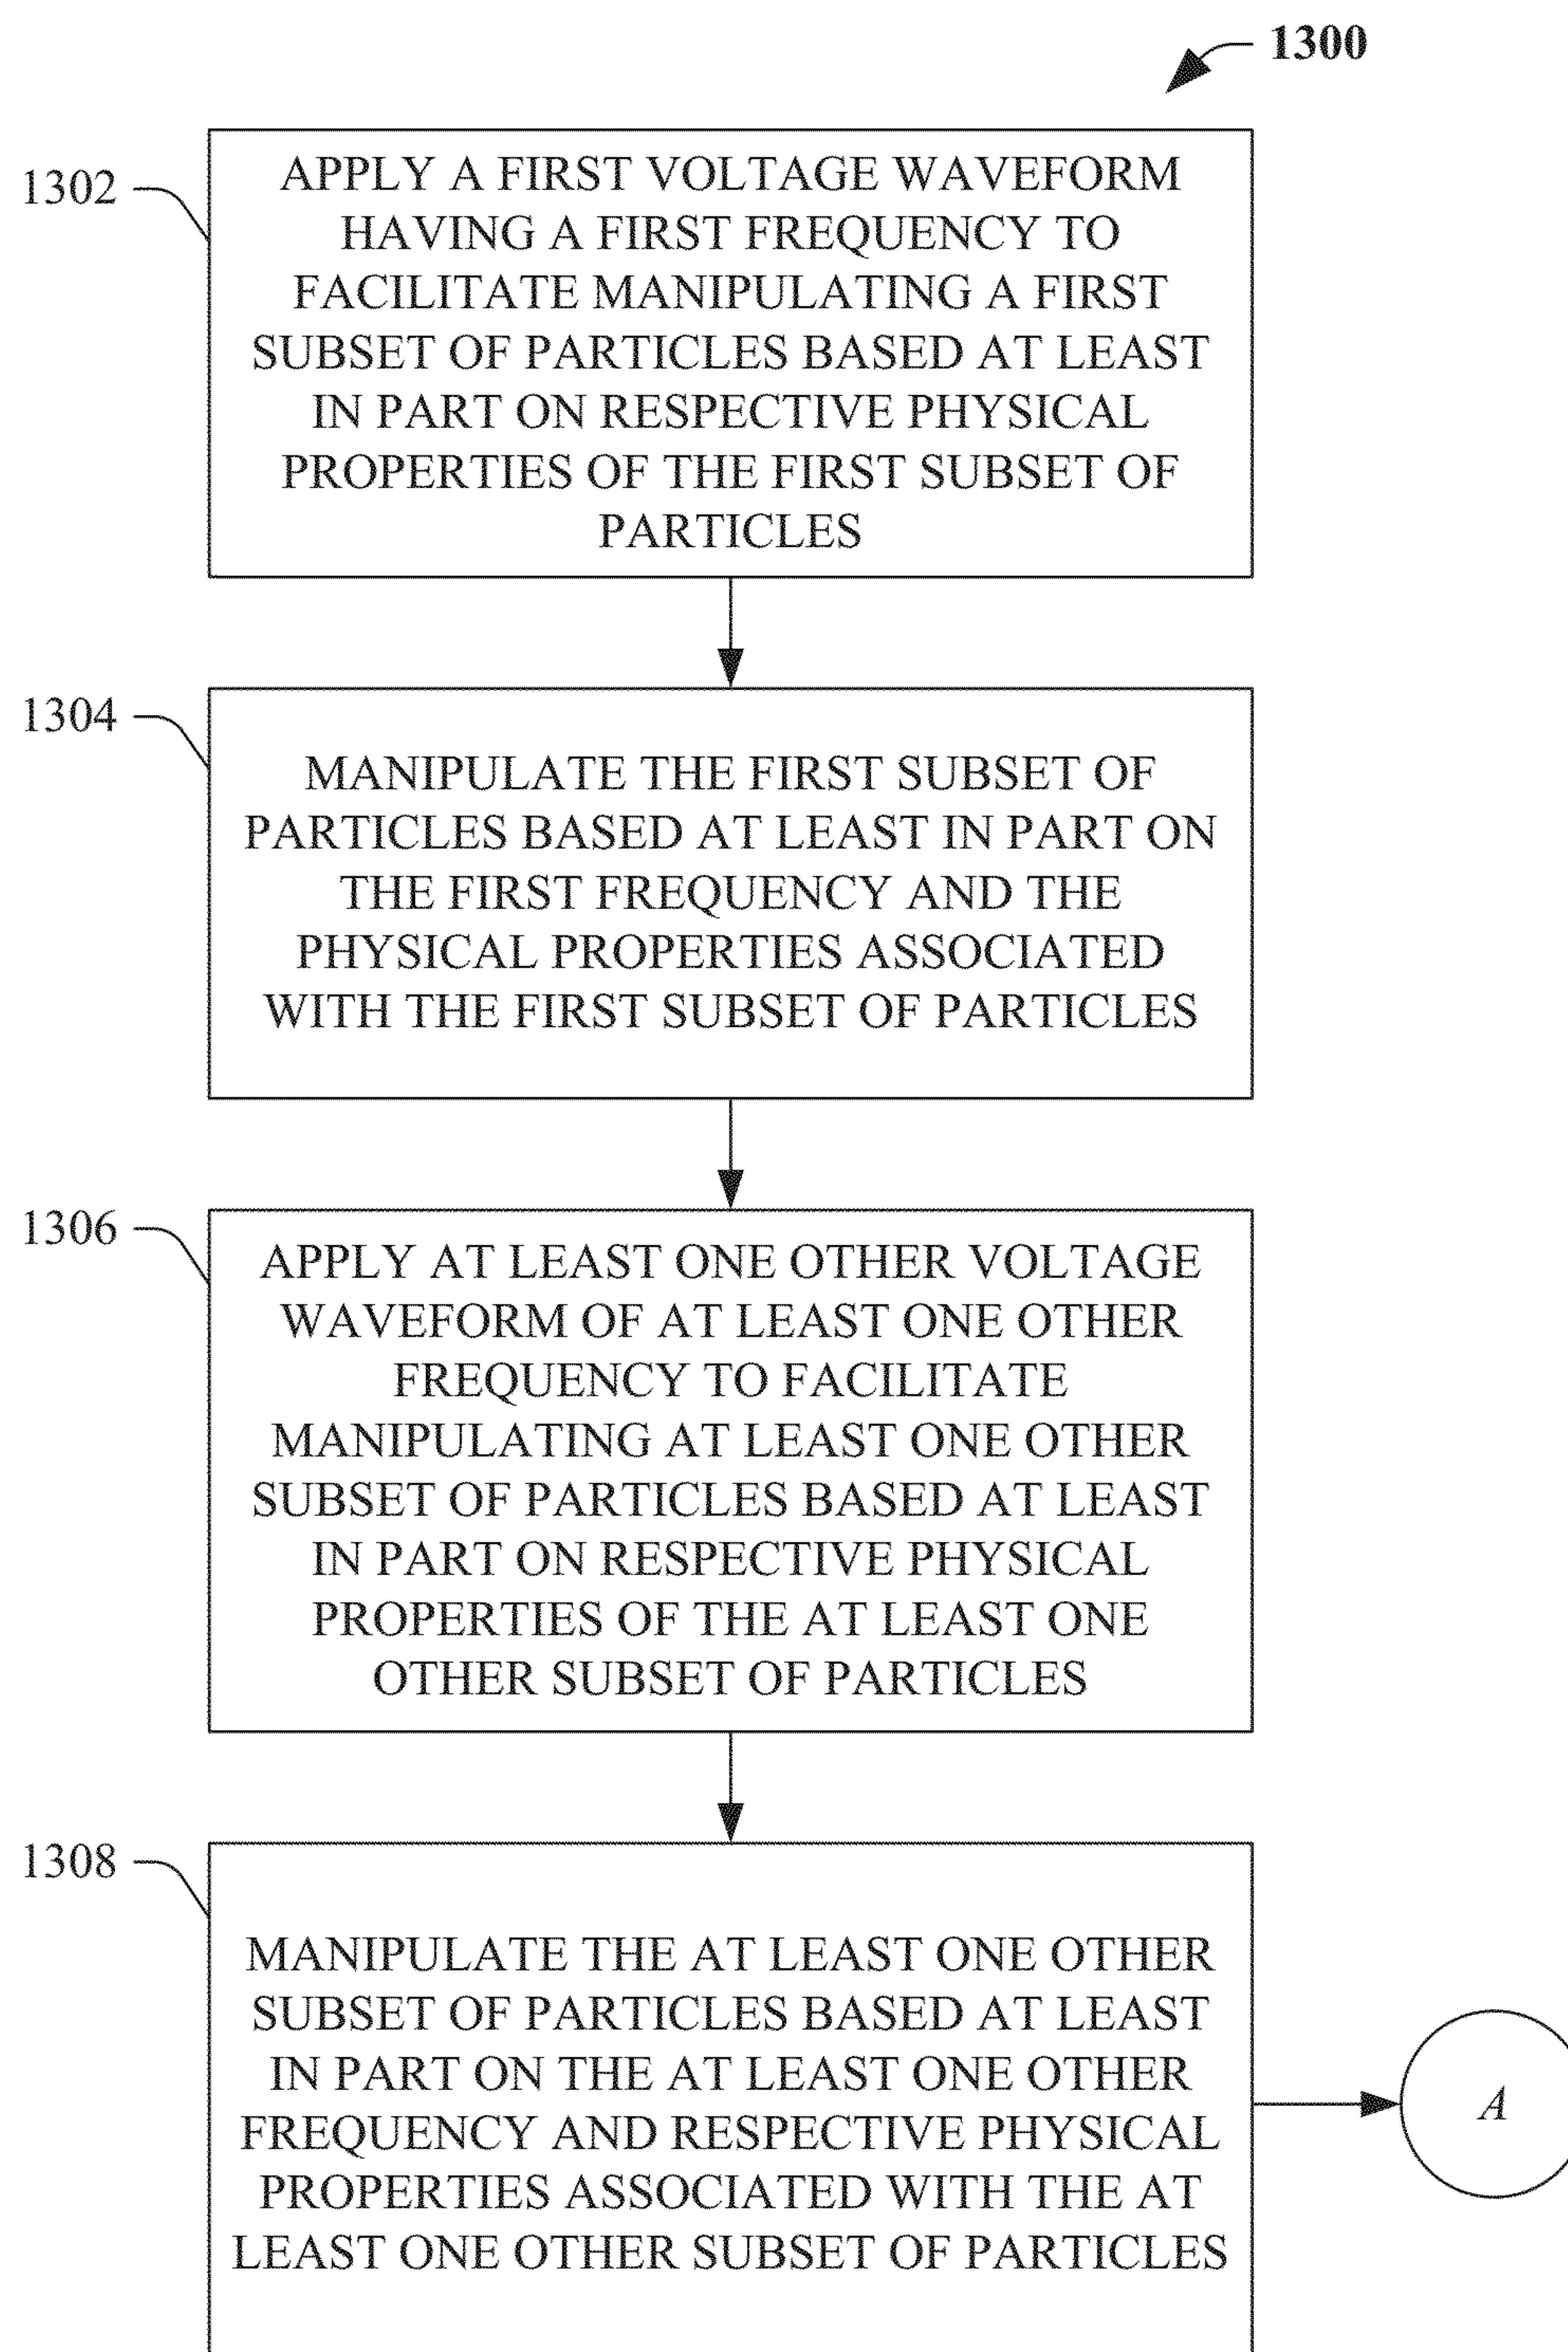 1300
1302
APPLY A FIRST VOLTAGE WAVEFORM
HAVING A FIRST FREQUENCY TO
FACILITATE MANIPULATING A FIRST
SUBSET OF PARTICLES BASED AT LEAST
IN PART ON RESPECTIVE PHYSICAL
PROPERTIES OF THE FIRST SUBSET OF
PARTICLES
1304
MANIPULATE THE FIRST SUBSET OF
PARTICLES BASED AT LEAST IN PART ON
THE FIRST FREQUENCY AND THE
PHYSICAL PROPERTIES ASSOCIATED
WITH THE FIRST SUBSET OF PARTICLES
1306
APPLY AT LEAST ONE OTHER VOLTAGE
WAVEFORM OF AT LEAST ONE OTHER
FREQUENCY TO FACILITATE
MANIPULATING AT LEAST ONE OTHER
SUBSET OF PARTICLES BASED AT LEAST
IN PART ON RESPECTIVE PHYSICAL
PROPERTIES OF THE AT LEAST ONE
OTHER SUBSET OF PARTICLES
1308
MANIPULATE THE AT LEAST ONE OTHER
SUBSET OF PARTICLES BASED AT LEAST
IN PART ON THE AT LEAST ONE OTHER
FREQUENCY AND RESPECTIVE PHYSICAL
PROPERTIES ASSOCIATED WITH THE AT
LEAST ONE OTHER SUBSET OF PARTICLES
A